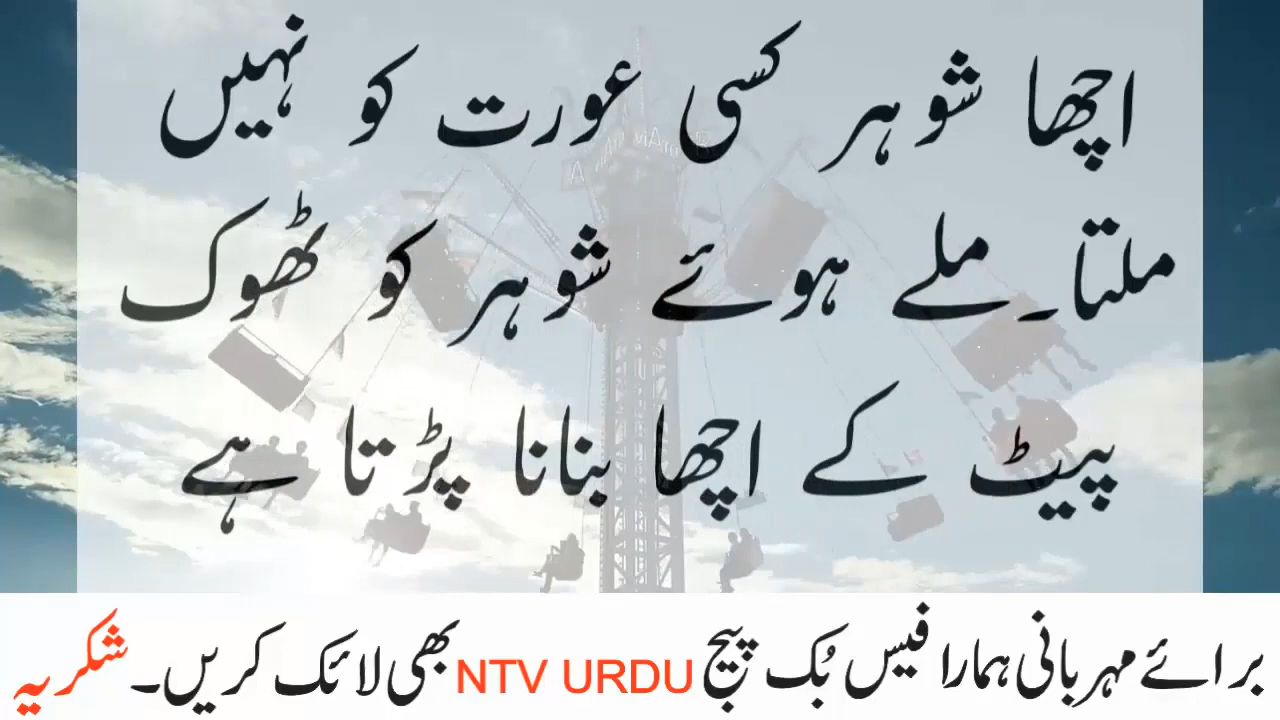 اچھا شوہر کسی عورت کو نہیں
ملتا۔ ملے ہوئے شوہر کو ٹھوک
پیٹ کے اچھا بنانا پڑتا ہے
برائے مہربانی ہمارا فیس بُک پیج NTV URDU بھی لائک کریں۔ شکریہ